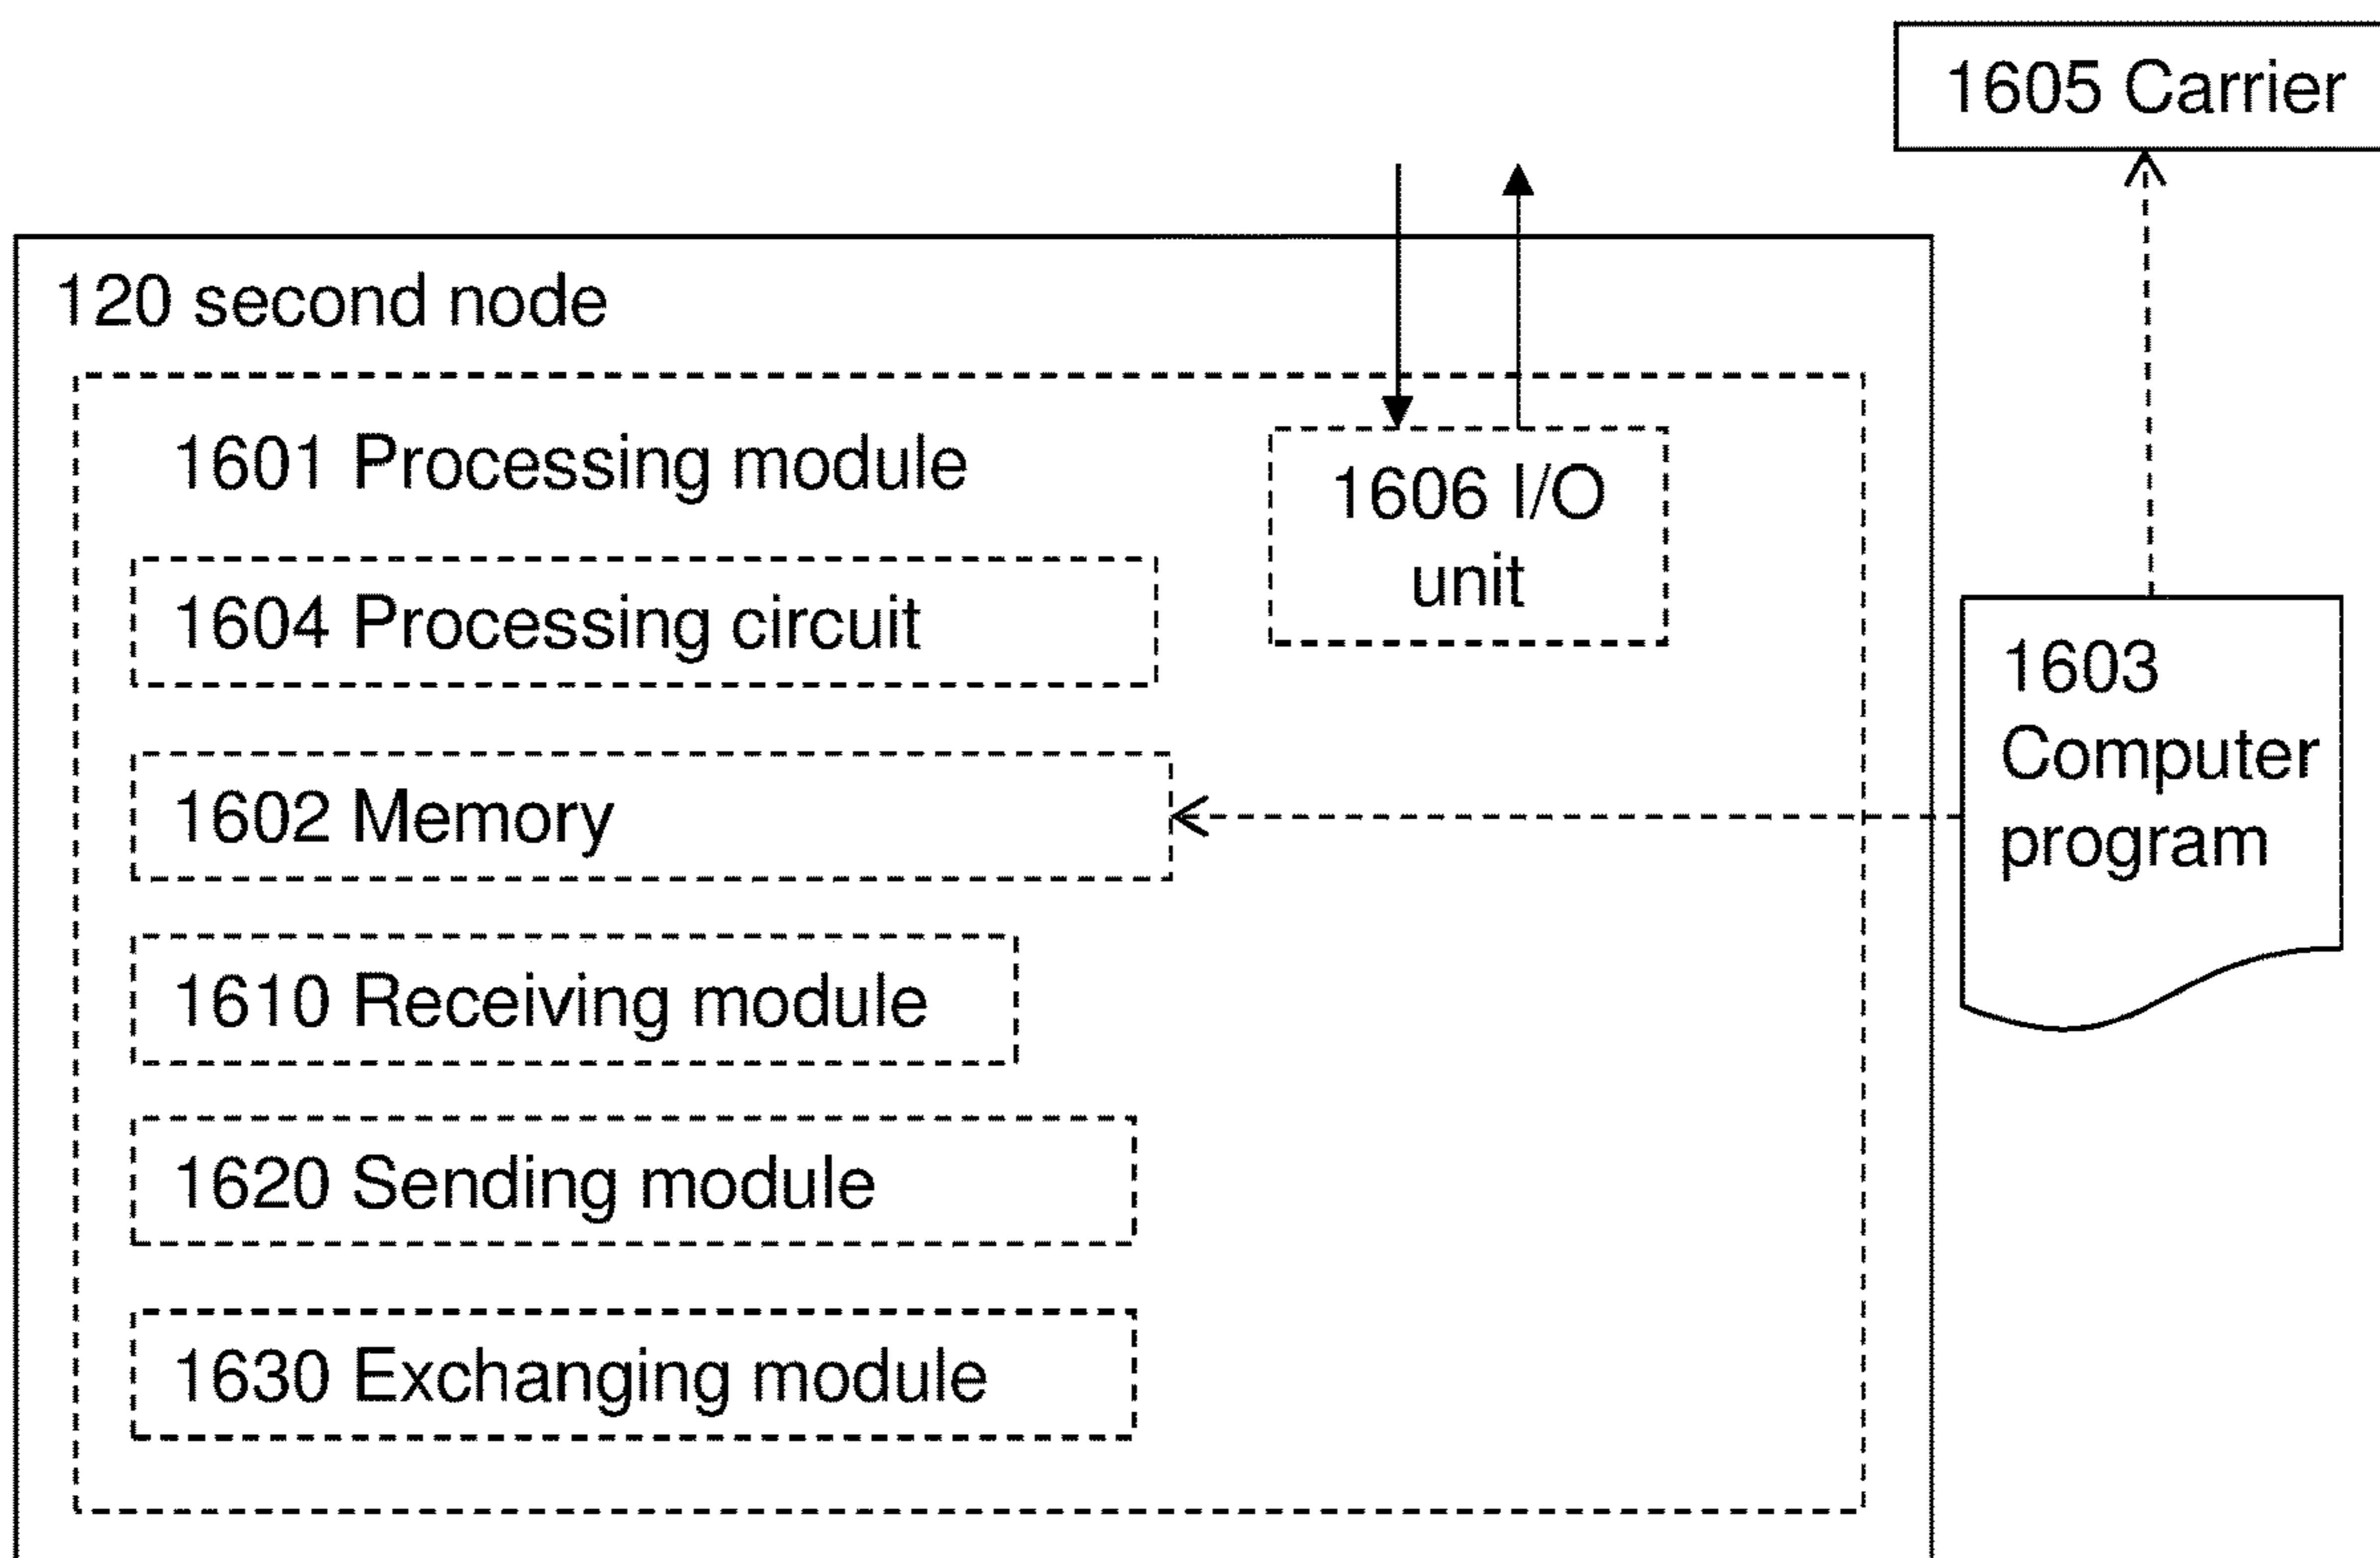 1605 Carrier
120 second node
1601 Processing module
1606 I/O
unit
1604 Processing circuit
1603
Computer
program
1602 Memory
1610 Receiving module
1620 Sending module
1630 Exchanging module